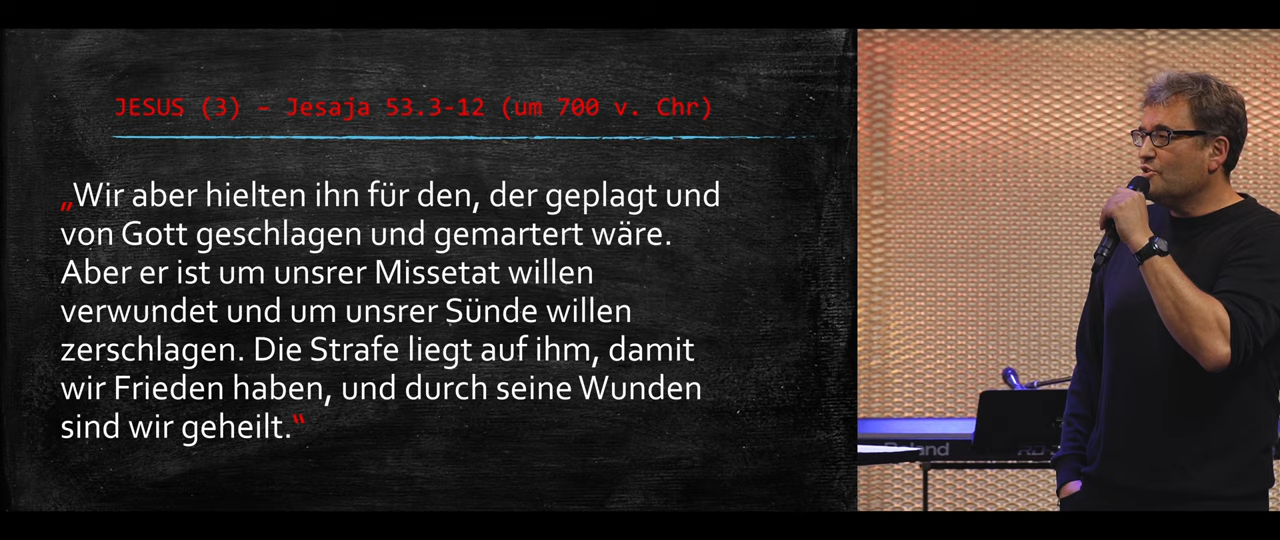 JESUS (3) – Jesaja 53.3-12 (um 700 v. Chr)
„Wir aber hielten ihn für den, der geplagt und
von Gott geschlagen und gemartert wäre.
Aber er ist um unsrer Missetat willen
verwundet und um unsrer Sünde willen
zerschlagen. Die Strafe liegt auf ihm, damit
wir Frieden haben, und durch seine Wunden
sind wir geheilt.“
Roland